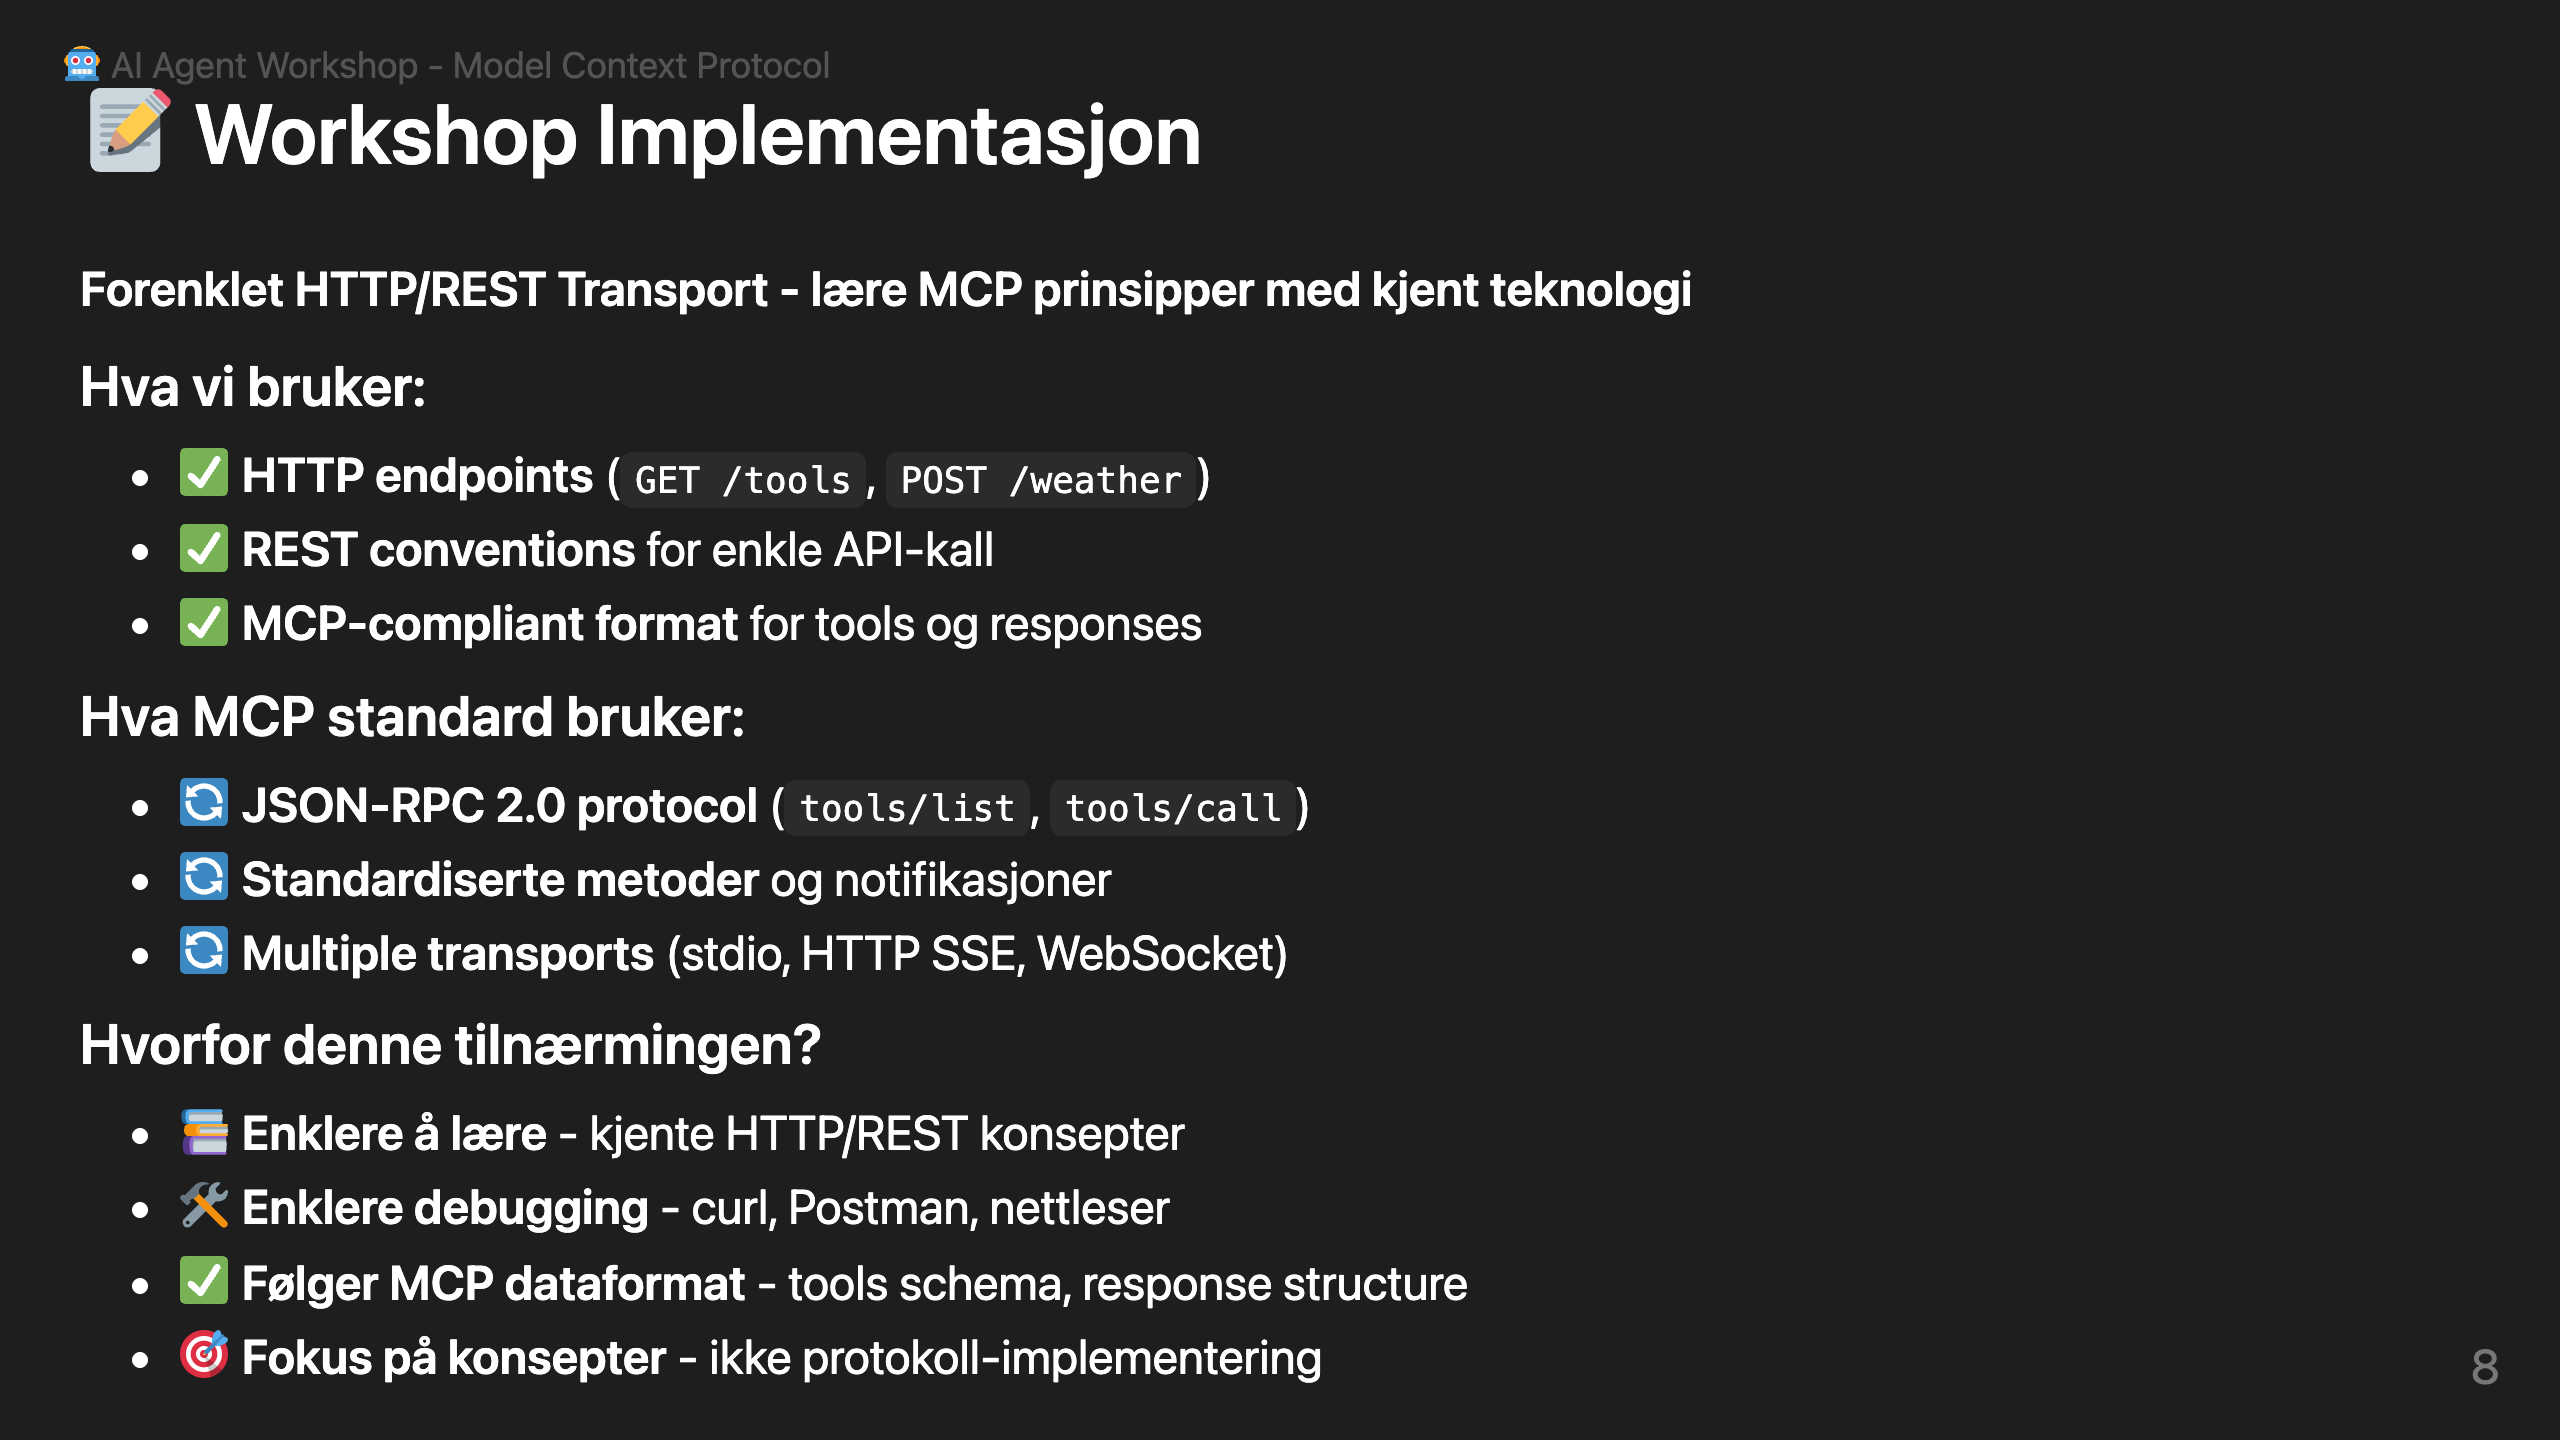 AI Agent Workshop - Model Context Protocol
Workshop Implementasjon
Forenklet HTTP/REST Transport - lære MCP prinsipper med kjent teknologi
Hva vi bruker:
• ✅ HTTP endpoints (GET /tools, POST /weather)
• ✅ REST conventions for enkle API-kall
• ✅ MCP-compliant format for tools og responses
Hva MCP standard bruker:
• 🔄 JSON-RPC 2.0 protocol (tools/list, tools/call)
• 🔄 Standardiserte metoder og notifikasjoner
• 🔄 Multiple transports (stdio, HTTP SSE, WebSocket)
Hvorfor denne tilnærmingen?
• 📚 Enklere å lære - kjente HTTP/REST konsepter
• 🛠️ Enklere debugging - curl, Postman, nettleser
• ✅ Følger MCP dataformat - tools schema, response structure
• 🎯 Fokus på konsepter - ikke protokoll-implementering
8